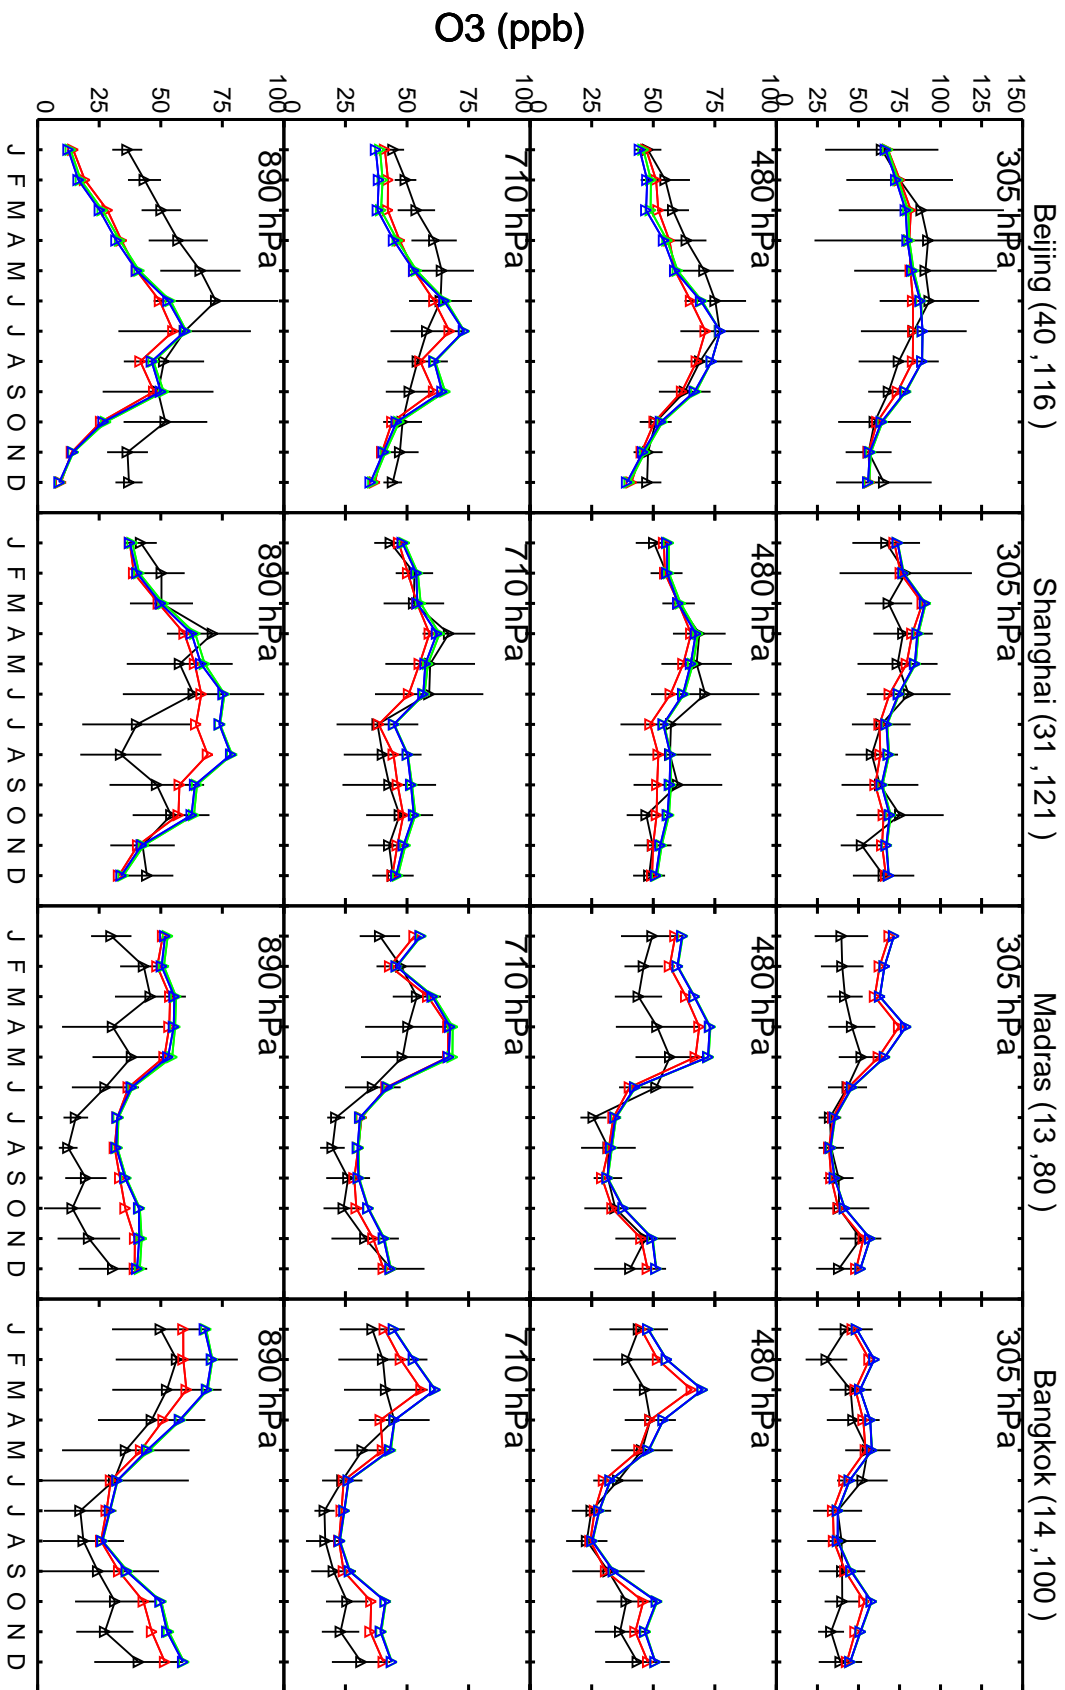 Beijing (40 ,116 )
Shanghai (31 ,121 )
Madras (13 ,80 )
Bangkok (14 ,100 )
O3 (ppb)
150
125
100
75
50
25
0
305 hPa
305 hPa
305 hPa
305 hPa
100
75
50
25
0
480 hPa
480 hPa
480 hPa
480 hPa
100
75
50
25
0
710 hPa
710 hPa
710 hPa
710 hPa
100
75
50
25
0
890 hPa
890 hPa
890 hPa
890 hPa
J F M A M J J A S O N D
J F M A M J J A S O N D
J F M A M J J A S O N D
J F M A M J J A S O N D